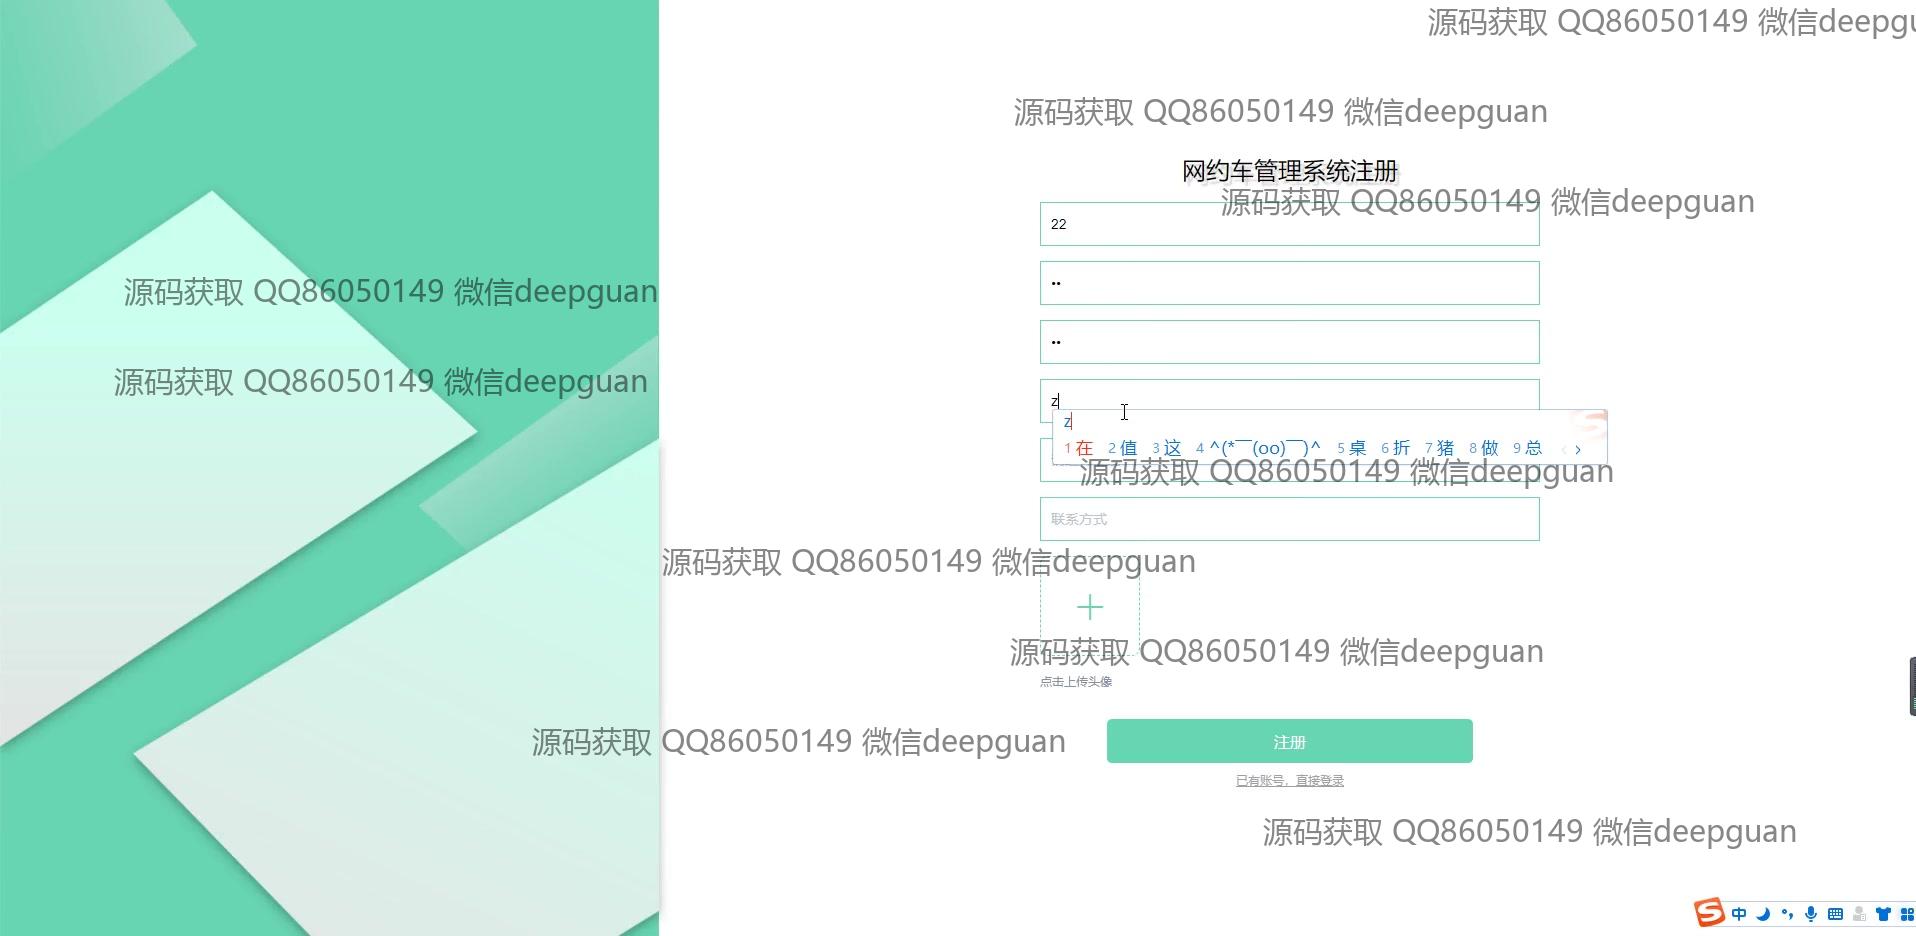 源码获取 QQ86050149 微信deepgu
源码获取 QQ86050149 微信deepguan
网约车管理系统注册
源码获取 QQ86050149 微信deepguan
22
••
源码获取 QQ86050149 微信deepguan
••
源码获取 QQ86050149 微信deepguan
z
z
1 在 2 值 3 这 4 ^(*￣(oo)￣)^ 5 桌 6 折 7 猪 8 做 9 总
源码获取 QQ86050149 微信deepguan
联系方式
源码获取 QQ86050149 微信deepguan
源码获取 QQ86050149 微信deepguan
点击上传头像
源码获取 QQ86050149 微信deepguan
注册
已有账号，直接登录
源码获取 QQ86050149 微信deepguan
中